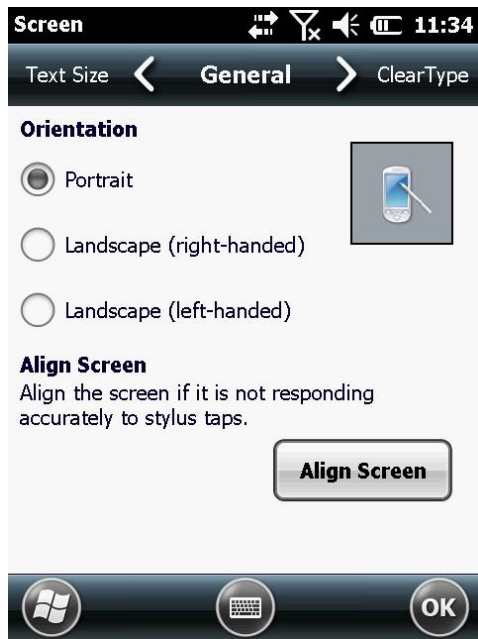 Screen 11:34
Text Size General ClearType
Orientation
Portrait
Landscape (right-handed)
Landscape (left-handed)
Align Screen
Align the screen if it is not responding
accurately to stylus taps.
Align Screen
OK